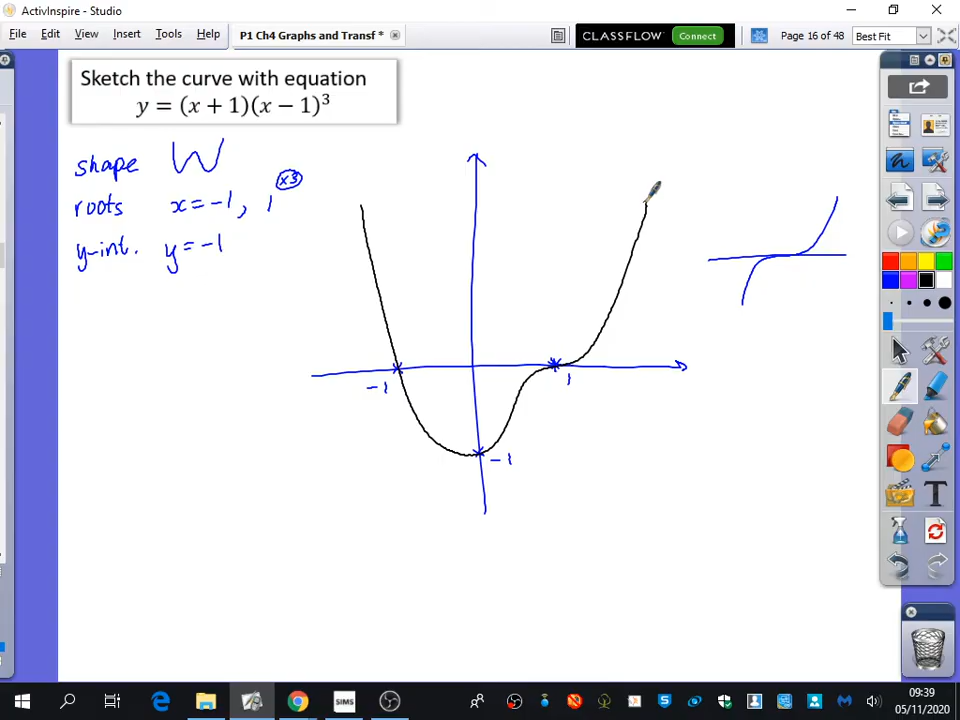 ActivInspire - Studio
File Edit View Insert Tools Help P1 Ch4 Graphs and Transf * CLASSFLOW Connect Page 16 of 48 Best Fit
Sketch the curve with equation
y = (x + 1)(x − 1)³
shape W
roots x = -1, 1 x3
y-int. y = -1
-1
1
-1
T
SIMS
09:39
05/11/2020